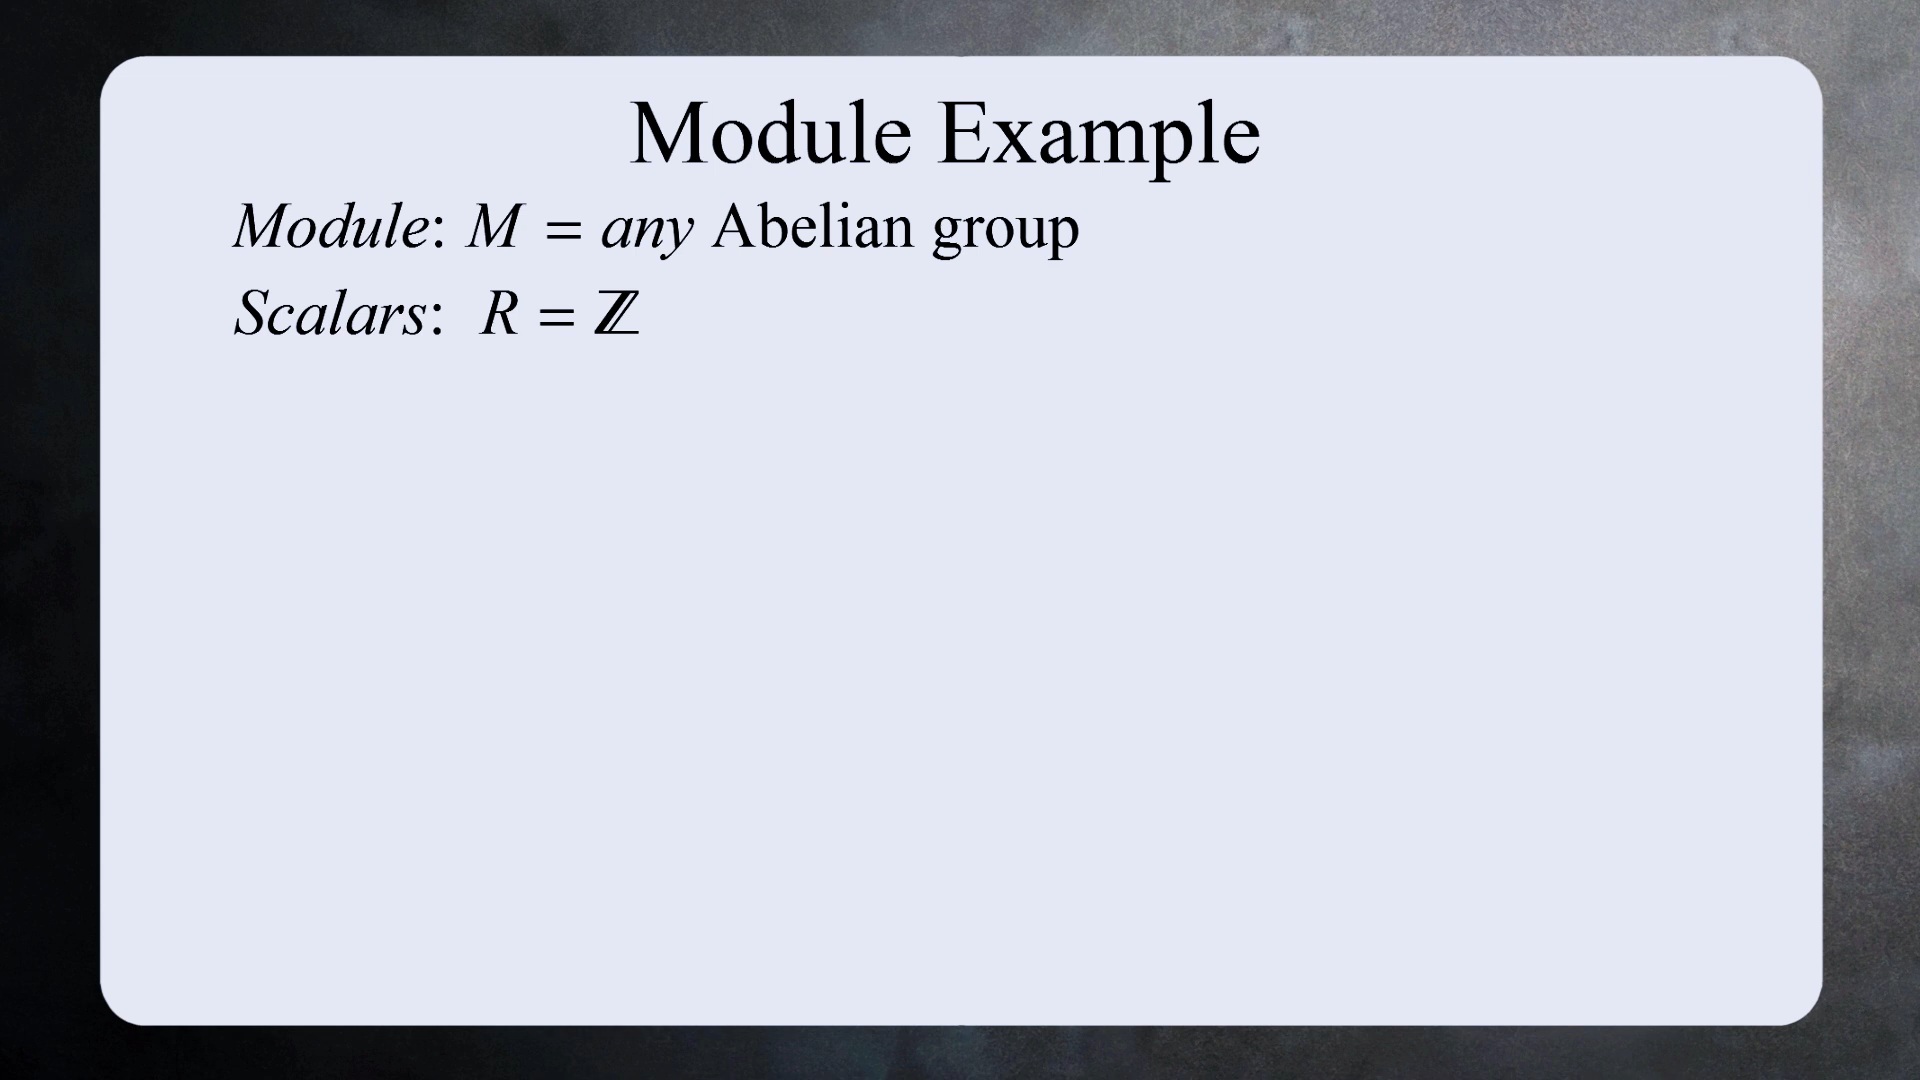 Module Example
Module: M = any Abelian group
Scalars: R = ℤ